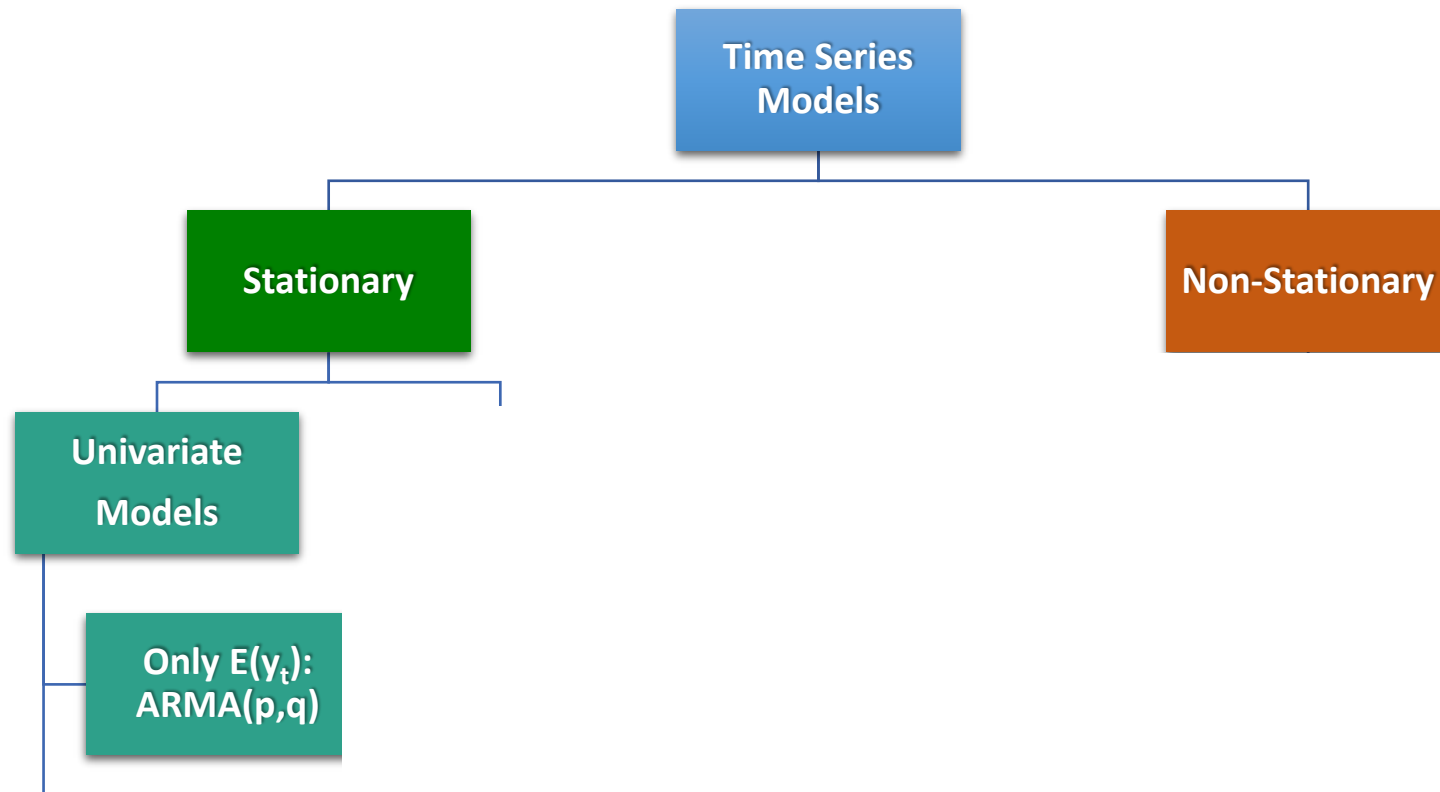 Time Series
Models
Stationary
Non-Stationary
Univariate
Models
Only E(yₜ):
ARMA(p,q)